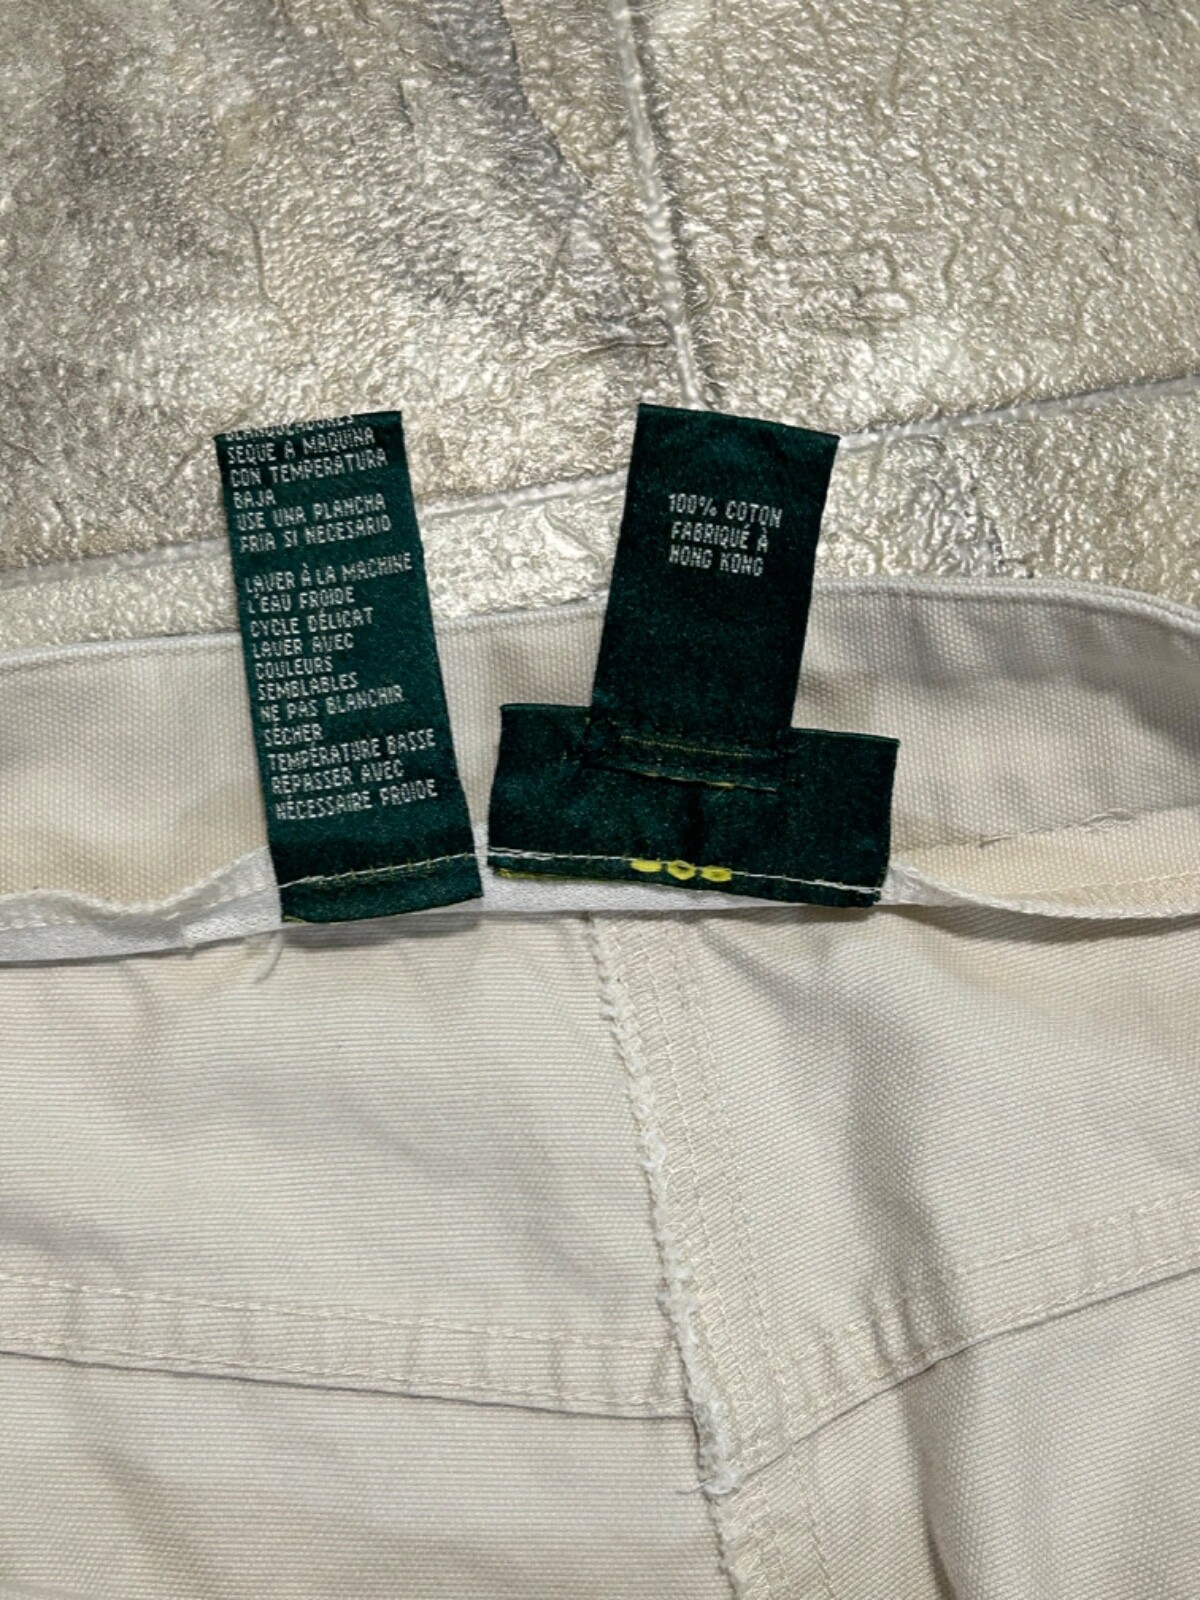 SEQUE A MAQUINA
CON TEMPERATURA
BAJA
USE UNA PLANCHA
FRIA SI NECESARIO
LAVER À LA MACHINE
L'EAU FROIDE
CYCLE DÉLICAT
LAVER AVEC
COULEURS
SEMBLABLES
NE PAS BLANCHIR
SÉCHER
TEMPÉRATURE BASSE
REPASSER AVEC
NÉCESSAIRE FROIDE
100% COTON
FABRIQUÉ À
HONG KONG